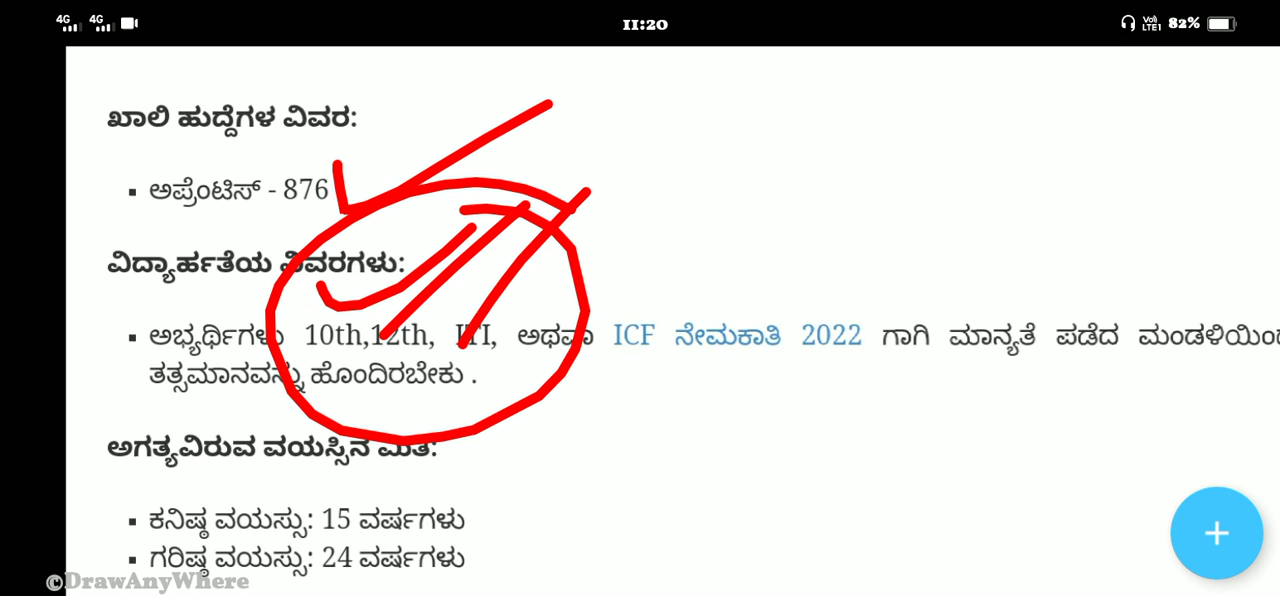 4G 4G 11:20 Vo) LTE1 82%
ಖಾಲಿ ಹುದ್ದೆಗಳ ವಿವರ:
ಅಪ್ರೆಂಟಿಸ್ - 876
ವಿದ್ಯಾರ್ಹತೆಯ ವಿವರಗಳು:
ಅಭ್ಯರ್ಥಿಗಳು 10th,12th, ITI, ಅಥವಾ ICF ನೇಮಕಾತಿ 2022 ಗಾಗಿ ಮಾನ್ಯತೆ ಪಡೆದ
ತತ್ಸಮಾನವನ್ನು ಹೊಂದಿರಬೇಕು .
ಅಗತ್ಯವಿರುವ ವಯಸ್ಸಿನ ಮಿತಿ:
ಕನಿಷ್ಠ ವಯಸ್ಸು: 15 ವರ್ಷಗಳು
ಗರಿಷ್ಠ ವಯಸ್ಸು: 24 ವರ್ಷಗಳು
©DrawAnyWhere